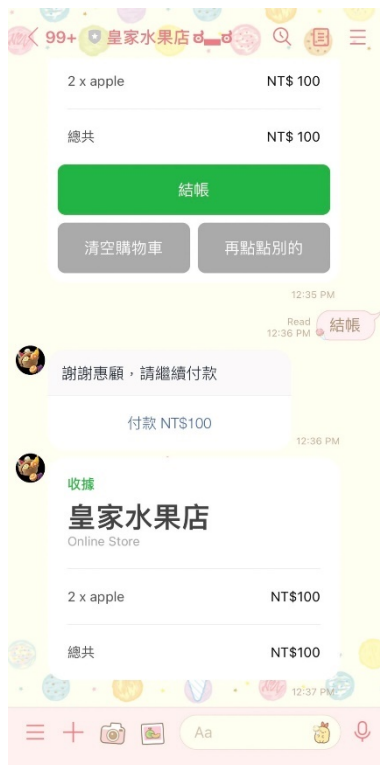 99+ 皇家水果店
2 x apple NT$ 100
總共 NT$ 100
結帳
清空購物車 再點點別的
12:35 PM
Read
12:36 PM 結帳
謝謝惠顧，請繼續付款
付款 NT$100
12:36 PM
收據
皇家水果店
Online Store
2 x apple NT$100
總共 NT$100
12:37 PM
Aa